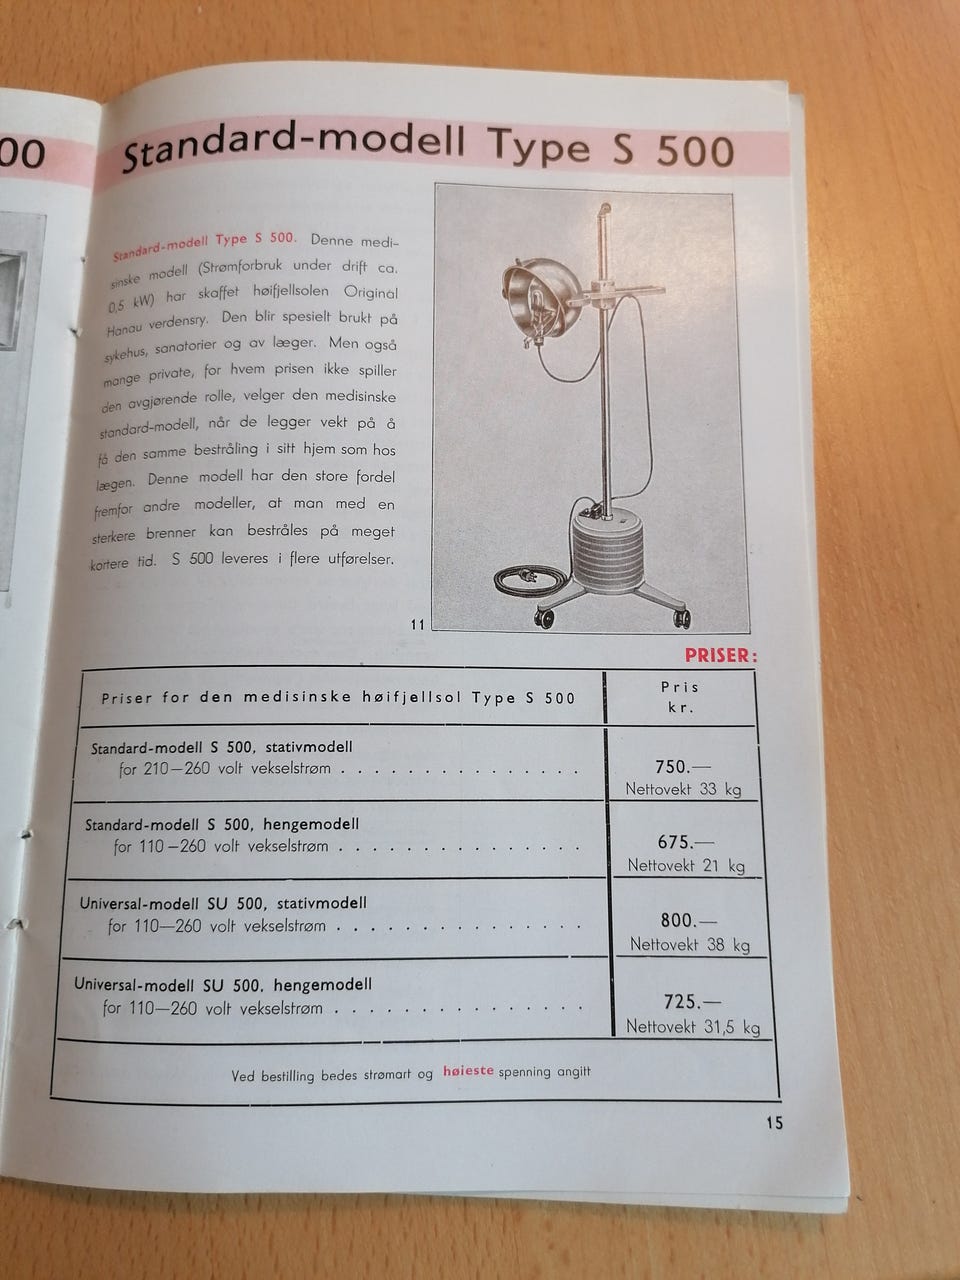 00
Standard-modell Type S 500
Standard-modell Type S 500. Denne medi-
sinske modell (Strømforbruk under drift ca.
0,5 kW) har skaffet høifjellsolen Original
Hanau verdensry. Den blir spesielt brukt på
sykehus, sanatorier og av læger. Men også
mange private, for hvem prisen ikke spiller
den avgjørende rolle, velger den medisinske
standard-modell, når de legger vekt på å
få den samme bestråling i sitt hjem som hos
lægen. Denne modell har den store fordel
fremfor andre modeller, at man med en
sterkere brenner kan bestråles på meget
kortere tid. S 500 leveres i flere utførelser.
11
PRISER:
Priser for den medisinske høifjellsol Type S 500
Pris
kr.
Standard-modell S 500, stativmodell
for 210—260 volt vekselstrøm . . . . . . . . . . . . . . . 750.—
Nettovekt 33 kg
Standard-modell S 500, hengemodell
for 110—260 volt vekselstrøm . . . . . . . . . . . . . . . 675.—
Nettovekt 21 kg
Universal-modell SU 500, stativmodell
for 110—260 volt vekselstrøm . . . . . . . . . . . . . . . 800.—
Nettovekt 38 kg
Universal-modell SU 500, hengemodell
for 110—260 volt vekselstrøm . . . . . . . . . . . . . . . 725.—
Nettovekt 31,5 kg
Ved bestilling bedes strømart og høieste spenning angitt
15